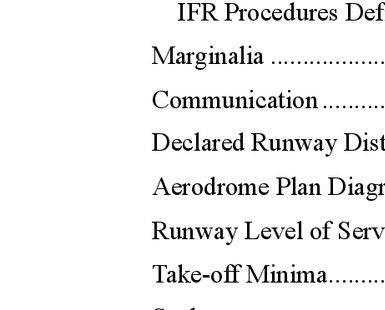 IFR Procedures Def
Marginalia ..................
Communication ..........
Declared Runway Dist
Aerodrome Plan Diagr
Runway Level of Serv
Take-off Minima.........